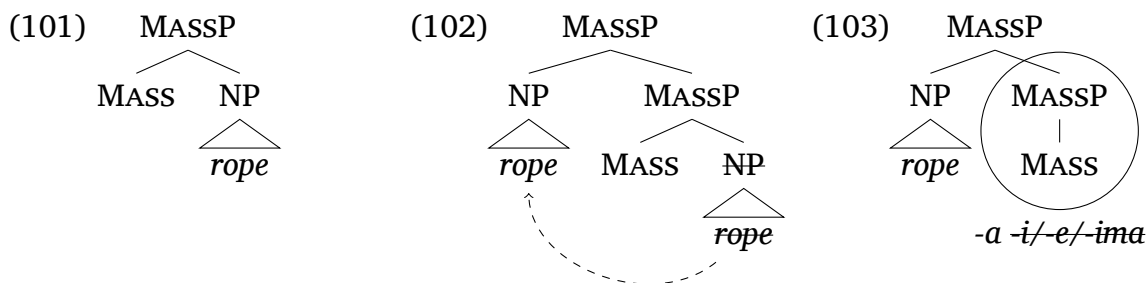 (101) MASSP (102) MASSP (103) MASSP
MASS NP NP MASSP NP MASSP
rope rope MASS NP rope MASS
rope -a -i/-e/-ima